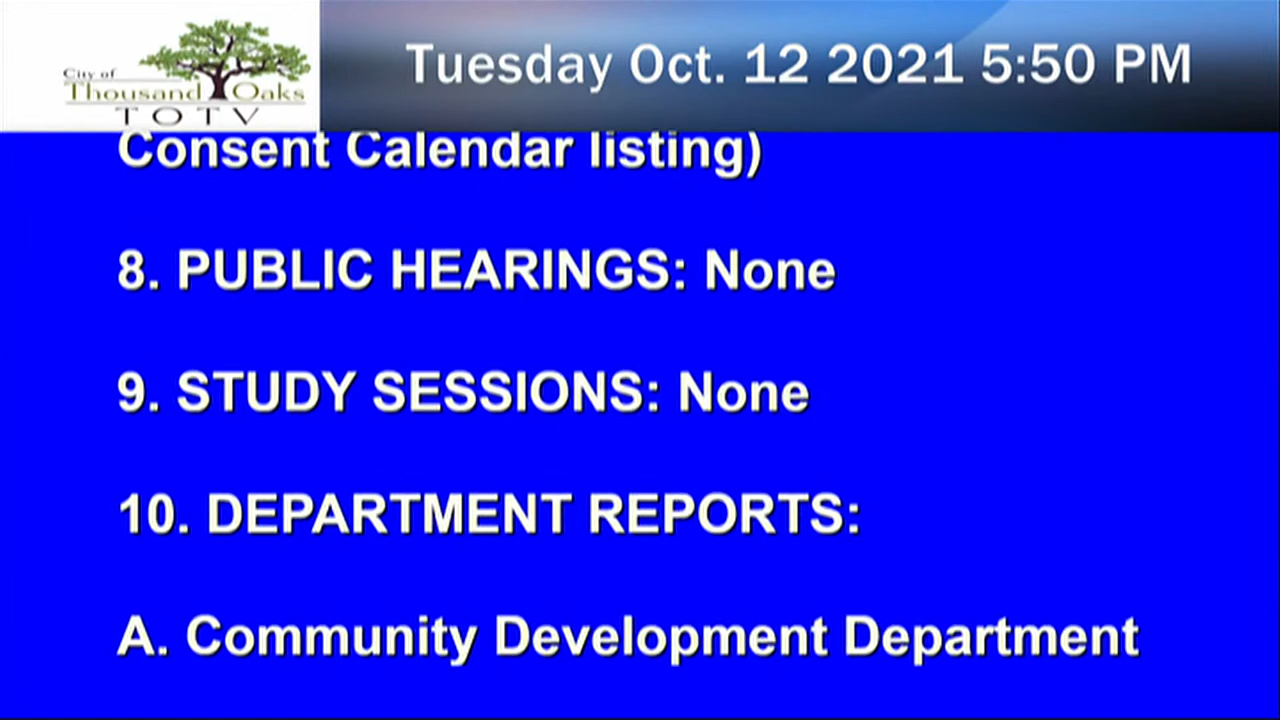 City of
Thousand Oaks
TOTV
Tuesday Oct. 12 2021 5:50 PM
Consent Calendar listing)
8. PUBLIC HEARINGS: None
9. STUDY SESSIONS: None
10. DEPARTMENT REPORTS:
A. Community Development Department